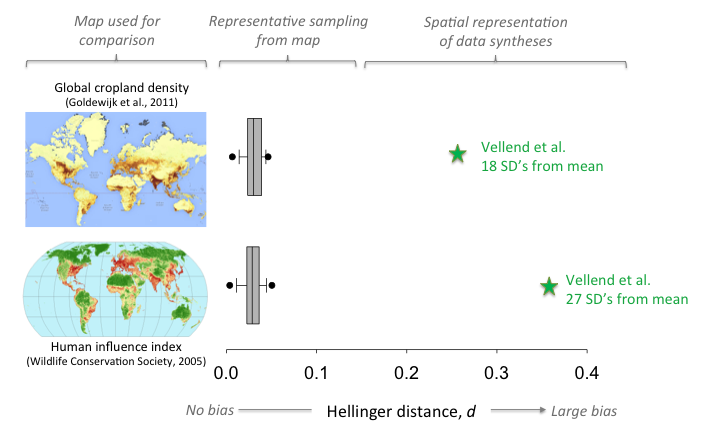 Map used for
comparison
Representative sampling
from map
Spatial representation
of data syntheses
Global cropland density
(Goldewijk et al., 2011)
Vellend et al.
18 SD's from mean
Vellend et al.
27 SD's from mean
Human influence index
(Wildlife Conservation Society, 2005)
0.0 0.1 0.2 0.3 0.4
No bias Hellinger distance, d Large bias